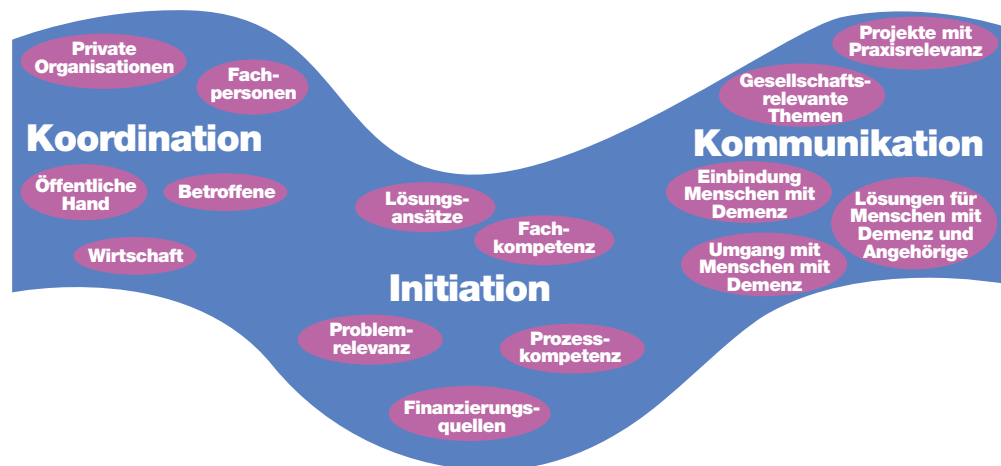 Private
Organisationen
Fach-
personen
Koordination
Öffentliche
Hand
Betroffene
Wirtschaft
Lösungs-
ansätze
Fach-
kompetenz
Initiation
Problem-
relevanz
Prozess-
kompetenz
Finanzierungs-
quellen
Projekte mit
Praxisrelevanz
Gesellschafts-
relevante
Themen
Kommunikation
Einbindung
Menschen mit
Demenz
Lösungen für
Menschen mit
Demenz und
Angehörige
Umgang mit
Menschen mit
Demenz